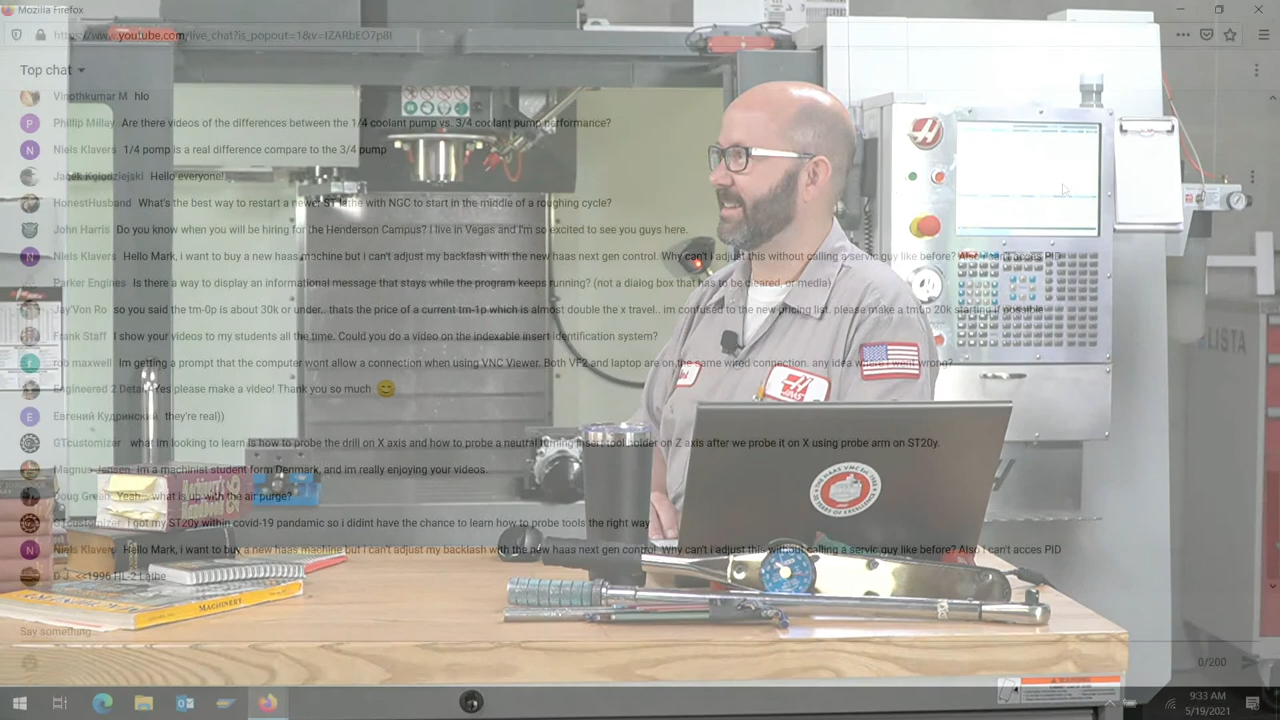 Mozilla Firefox
https://www.youtube.com/live_chat?is_popout=1&v=IZARbEO7p8I
Top chat
Vinothkumar M hlo
P Phillip Millay Are there videos of the differences between the 1/4 coolant pump vs. 3/4 coolant pump performance?
N Niels Klavers 1/4 pomp is a real difference compare to the 3/4 pump
Jacek Kolodziejski Hello everyone!
HonestHusband What's the best way to restart a newer ST lathe with NGC to start in the middle of a roughing cycle?
John Harris Do you know when you will be hiring for the Henderson Campus? I live in Vegas and I'm so excited to see you guys here.
N Niels Klavers Hello Mark, i want to buy a new haas machine but i can't adjust my backlash with the new haas next gen control. Why can't i adjust this without calling a servic guy like before? Also I can't acces PID
Parker Engines Is there a way to display an informational message that stays while the program keeps running? (not a dialog box that has to be cleared, or media)
Jay'Von Ro so you said the tm-0p is about 30k or under.. thats the price of a current tm-1p which is almost double the x travel.. im confused to the new pricing list. please make a tm0p 20k starting if possible
Frank Staff I show your videos to my students all the time. Could you do a video on the indexable insert identification system?
r rob maxwell Im getting a prompt that the computer wont allow a connection when using VNC Viewer. Both VF2 and laptop are on the same wired connection. any idea where I went wrong?
Engineered 2 Detail Yes please make a video! Thank you so much 😊
E Евгений Кудринский they're real))
GTcustomizer what im looking to learn is how to probe the drill on X axis and how to probe a neutral turning insert tool holder on Z axis after we probe it on X using probe arm on ST20y.
Magnus Jensen im a machinist student form Denmark, and im really enjoying your videos.
Doug Grean Yeah... what is up with the air purge?
GTcustomizer I got my ST20y within covid-19 pandamic so i didint have the chance to learn how to probe tools the right way
N Niels Klavers Hello Mark, i want to buy a new haas machine but i can't adjust my backlash with the new haas next gen control. Why can't i adjust this without calling a servic guy like before? Also I can't acces PID
D J <<1996 HL-2 Lathe
Say something...
0/200
9:33 AM
5/19/2021
LISTA
HAAS
MACHINERY
WARNING